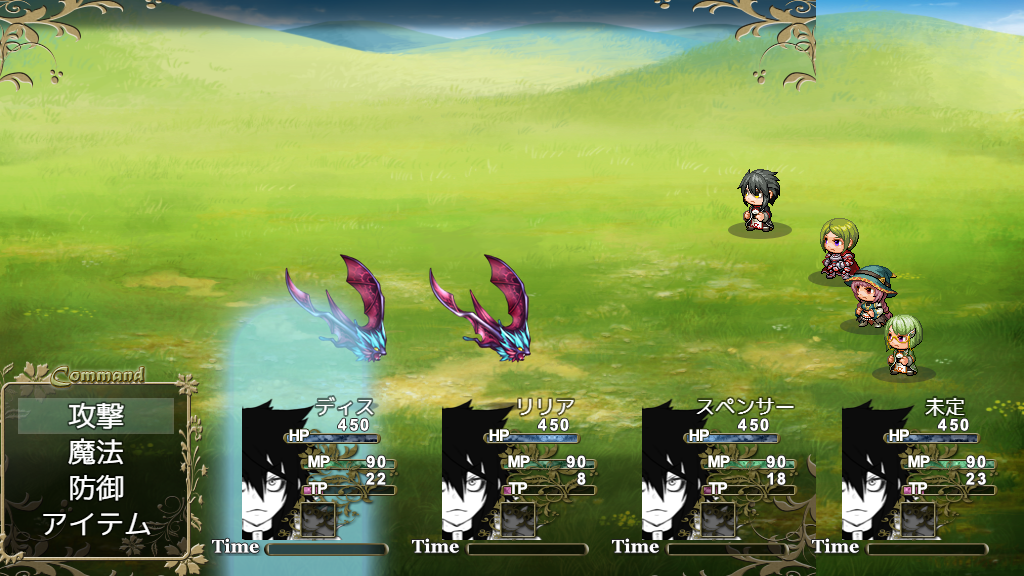 Command
攻撃
魔法
防御
アイテム
ディス
HP 450
MP 90
TP 22
Time
リリア
HP 450
MP 90
TP 8
Time
スペンサー
HP 450
MP 90
TP 18
Time
未定
HP 450
MP 90
TP 23
Time